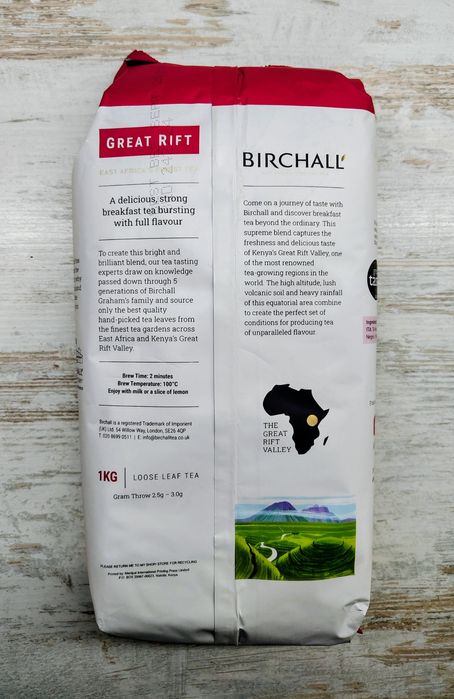 GREAT RIFT
A delicious, strong
breakfast tea bursting
with full flavour
To create this bright and
brilliant blend, our tea tasting
experts draw on knowledge
passed down through 5
generations of Birchall
Graham's family and source
only the best quality
hand-picked tea leaves from
the finest tea gardens across
East Africa and Kenya's Great
Rift Valley.
Brew Time: 2 minutes
Brew Temperature: 100°C
Enjoy with milk or a slice of lemon
Birchall is a registered Trademark of Imporient
(UK) Ltd. 54 Willow Way, London, SE26 4QP
T: 020 8699 0511 | E: info@birchalltea.co.uk
1KG | LOOSE LEAF TEA
Gram Throw 2.5g – 3.0g
PLEASE RETURN ME TO MY SHOP/ STORE FOR RECYCLING
BIRCHALL
Come on a journey of taste with
Birchall and discover breakfast
tea beyond the ordinary. This
supreme blend captures the
freshness and delicious taste
of Kenya's Great Rift Valley, one
of the most renowned
tea-growing regions in the
world. The high altitude, lush
volcanic soil and heavy rainfall
of this equatorial area combine
to create the perfect set of
conditions for producing tea
of unparalleled flavour.
THE
GREAT
RIFT
VALLEY